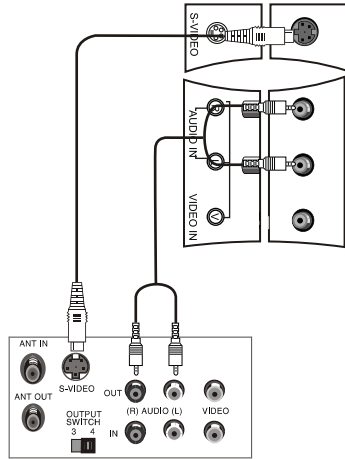 S-VIDEO
R
AUDIO IN
L
VIDEO IN
V
ANT IN
S-VIDEO
ANT OUT
OUT
(R) AUDIO (L)
VIDEO
OUTPUT
SWITCH
3 4
IN